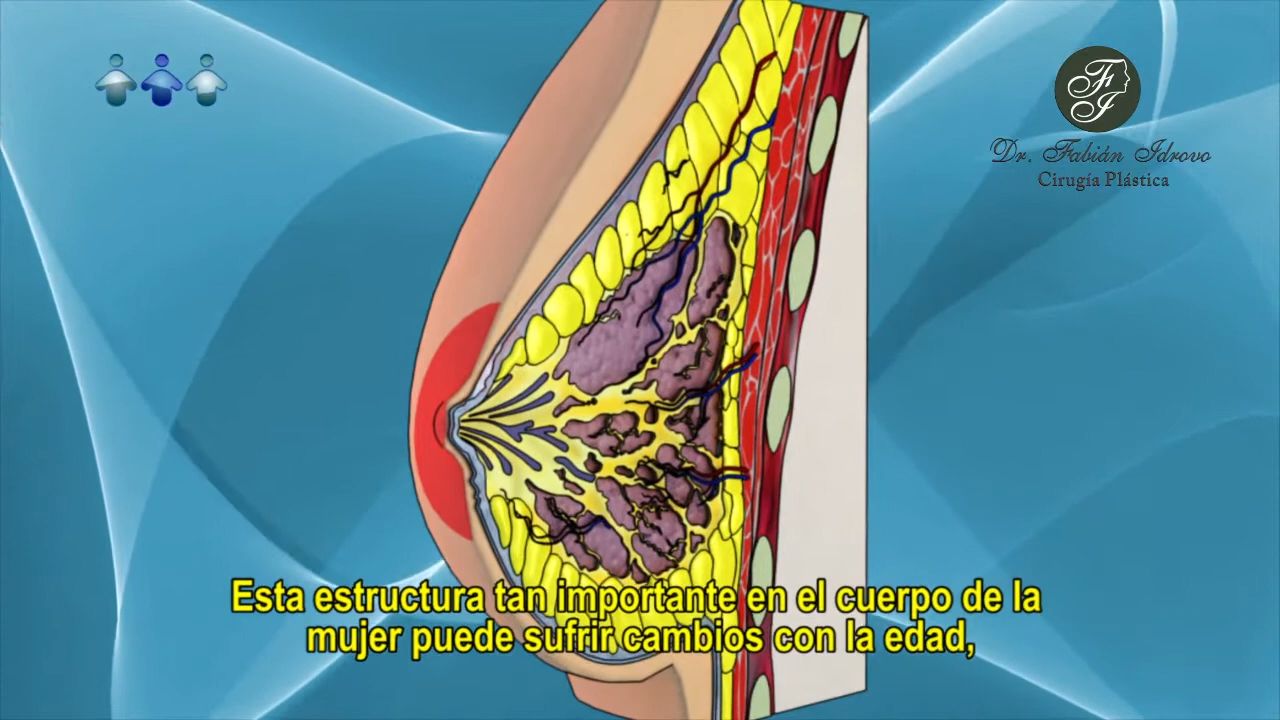 FI
Dr. Fabián Idrovo
Cirugía Plástica
Esta estructura tan importante en el cuerpo de la
mujer puede sufrir cambios con la edad,